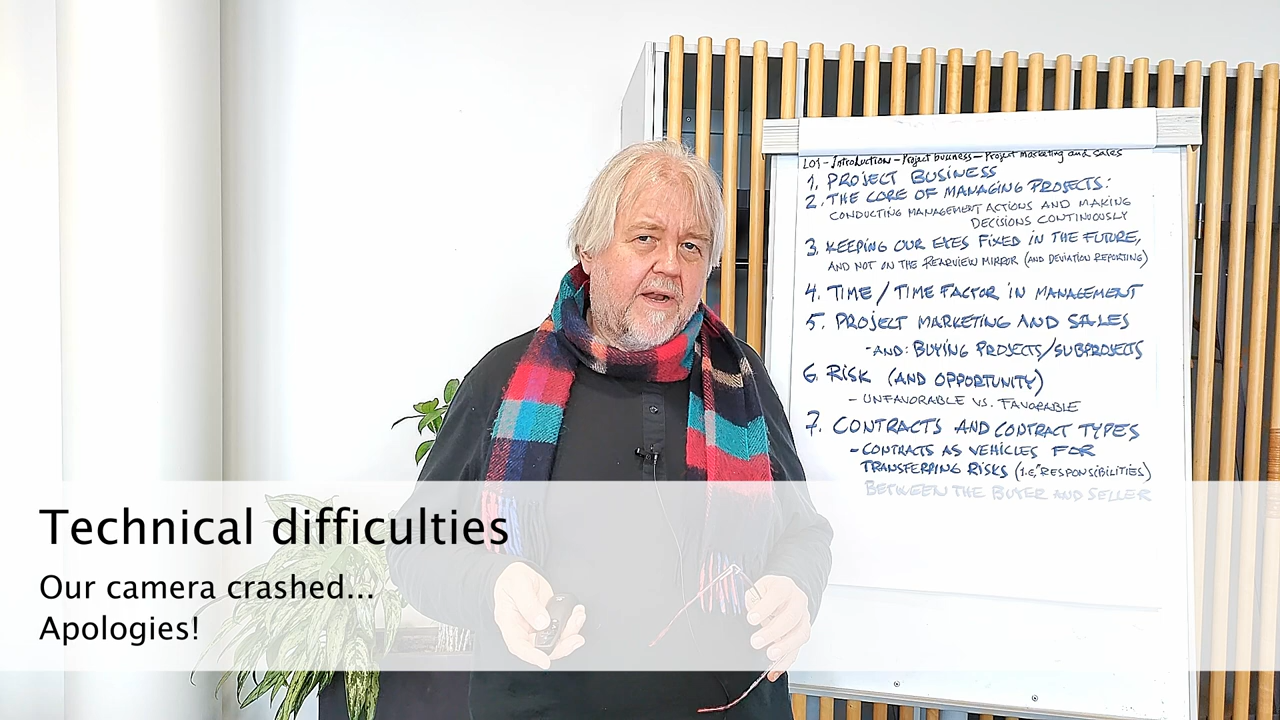 L01 - Introduction - Project business - Project marketing and sales
1. PROJECT BUSINESS
2. THE CORE OF MANAGING PROJECTS:
CONDUCTING MANAGEMENT ACTIONS AND MAKING
DECISIONS CONTINUOUSLY
3. KEEPING OUR EYES FIXED IN THE FUTURE,
AND NOT ON THE REARVIEW MIRROR (AND DEVIATION REPORTING)
4. TIME / TIME FACTOR IN MANAGEMENT
5. PROJECT MARKETING AND SALES
- AND: BUYING PROJECTS/SUBPROJECTS
6. RISK (AND OPPORTUNITY)
- UNFAVORABLE VS. FAVORABLE
7. CONTRACTS AND CONTRACT TYPES
- CONTRACTS AS VEHICLES FOR
TRANSFERRING RISKS (I.E. RESPONSIBILITIES)
BETWEEN THE BUYER AND SELLER
Technical difficulties
Our camera crashed...
Apologies!